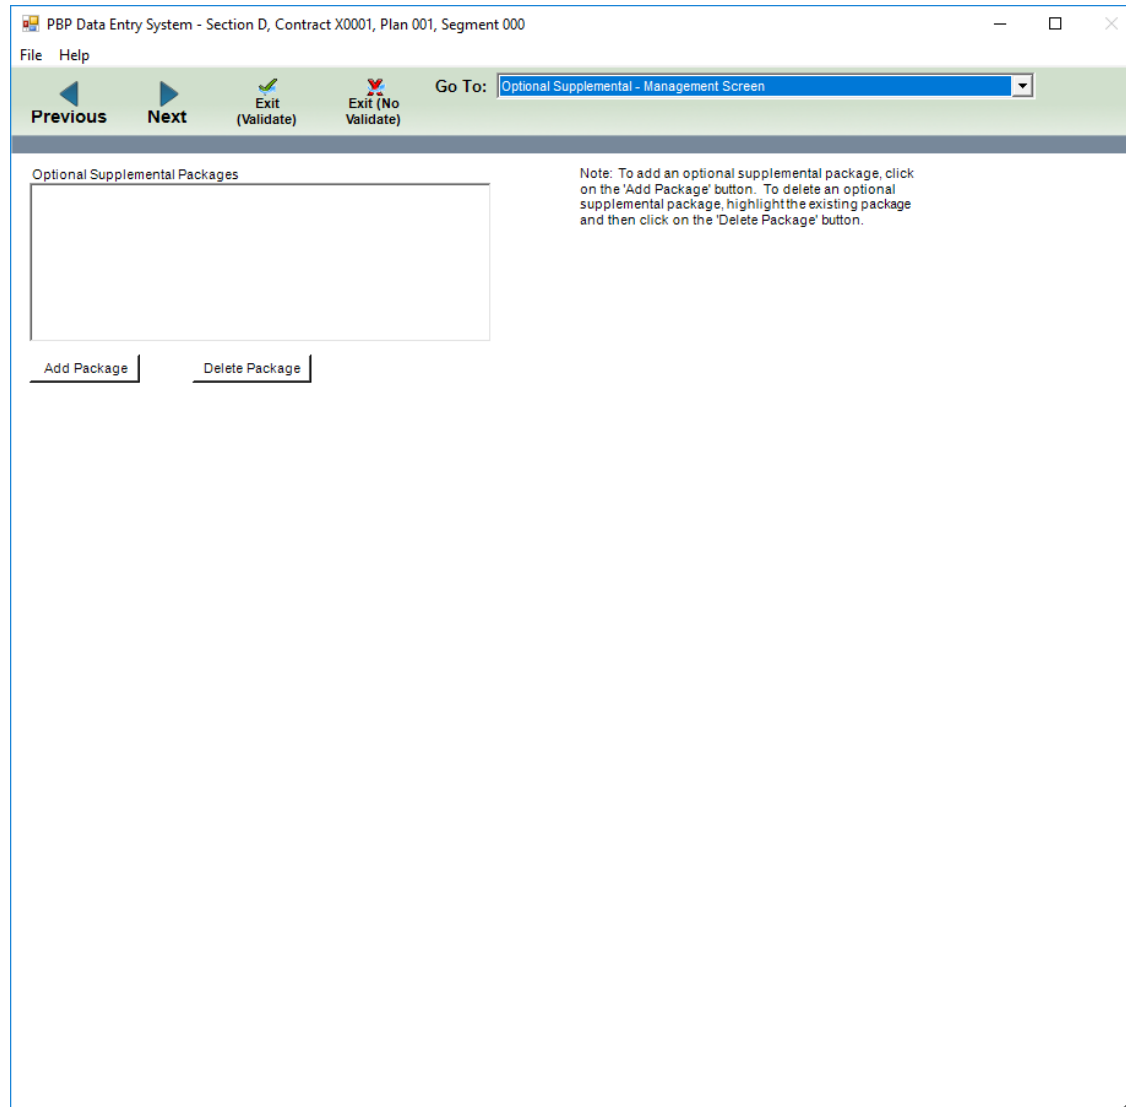 PBP Data Entry System - Section D, Contract X0001, Plan 001, Segment 000
File Help
Previous
Next
Exit
(Validate)
Exit (No
Validate)
Go To:
Optional Supplemental - Management Screen
Optional Supplemental Packages
Note: To add an optional supplemental package, click
on the 'Add Package' button. To delete an optional
supplemental package, highlight the existing package
and then click on the 'Delete Package' button.
Add Package
Delete Package